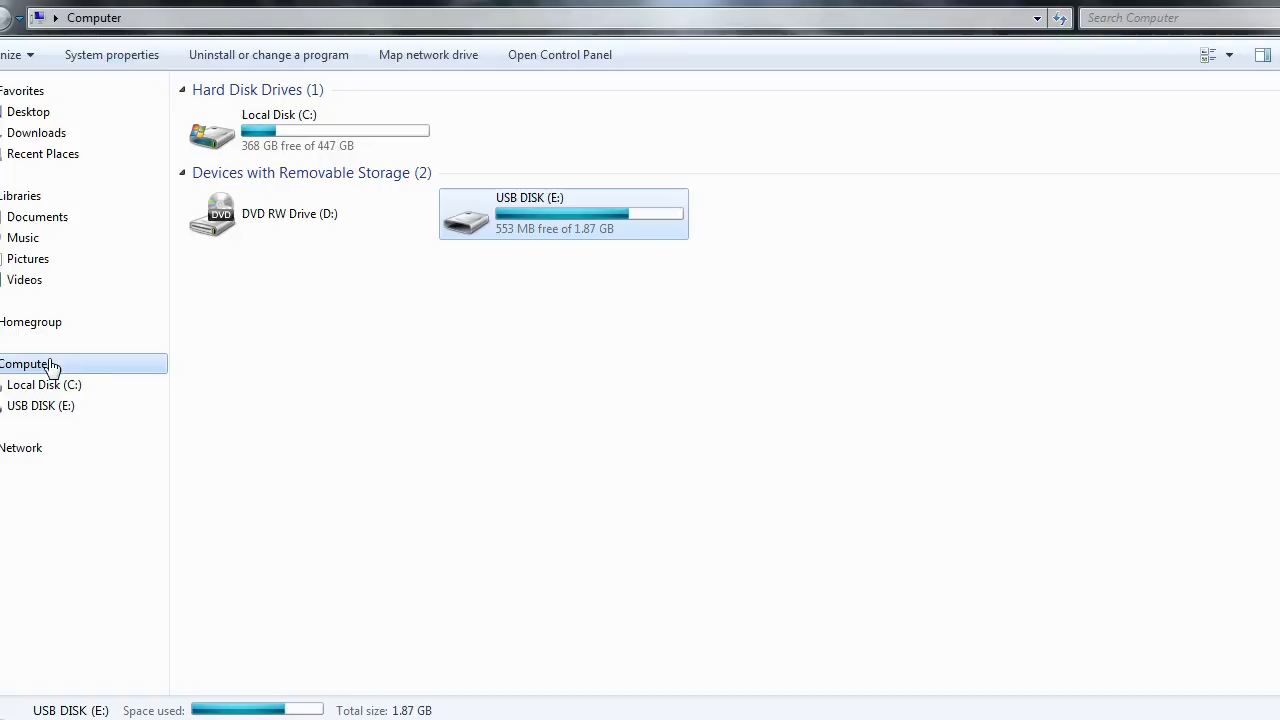 Computer
Search Computer
nize
System properties
Uninstall or change a program
Map network drive
Open Control Panel
Favorites
Desktop
Downloads
Recent Places
Libraries
Documents
Music
Pictures
Videos
Homegroup
Computer
Local Disk (C:)
USB DISK (E:)
Network
Hard Disk Drives (1)
Local Disk (C:)
368 GB free of 447 GB
Devices with Removable Storage (2)
DVD
DVD RW Drive (D:)
USB DISK (E:)
553 MB free of 1.87 GB
USB DISK (E:)
Space used:
Total size: 1.87 GB